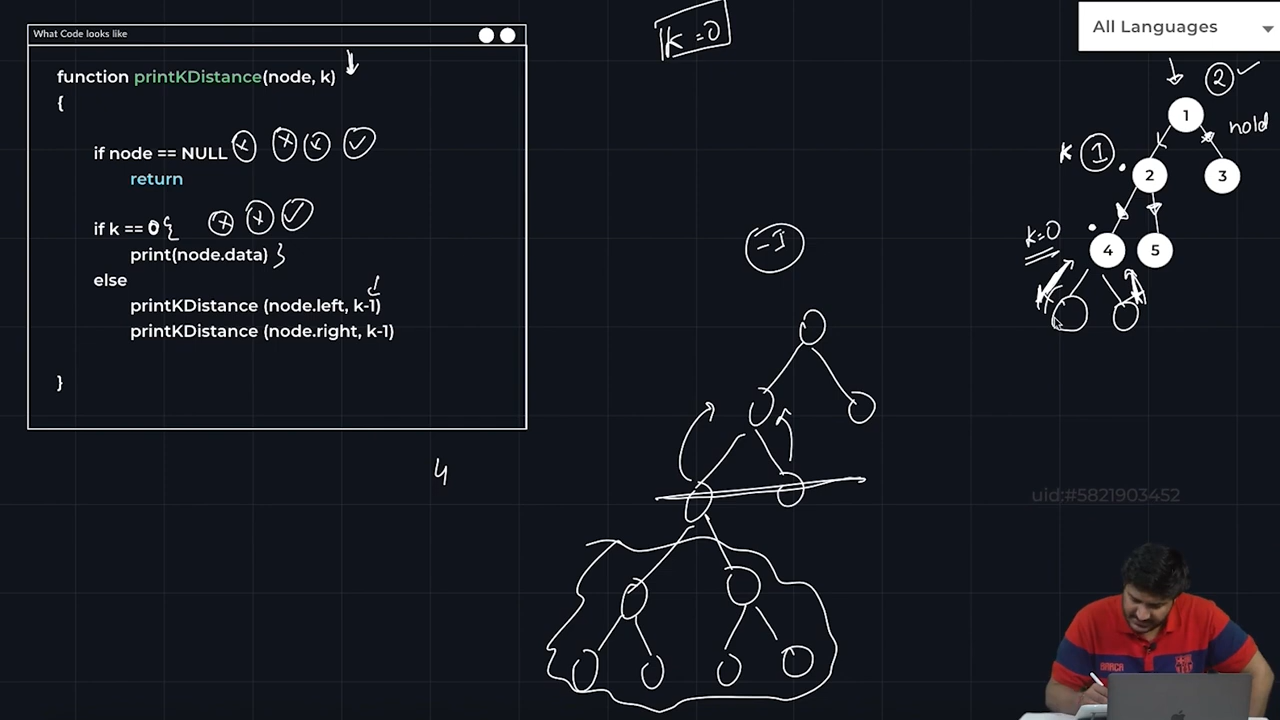 What Code looks like
function printKDistance(node, k)
{
if node == NULL
return
if k == 0{
print(node.data) }
else
printKDistance (node.left, k-1)
printKDistance (node.right, k-1)
}
4
k=0
-1
All Languages
2
1
hold
K 1
2
3
k=0
4
5
uid:#5821903452
BARCA